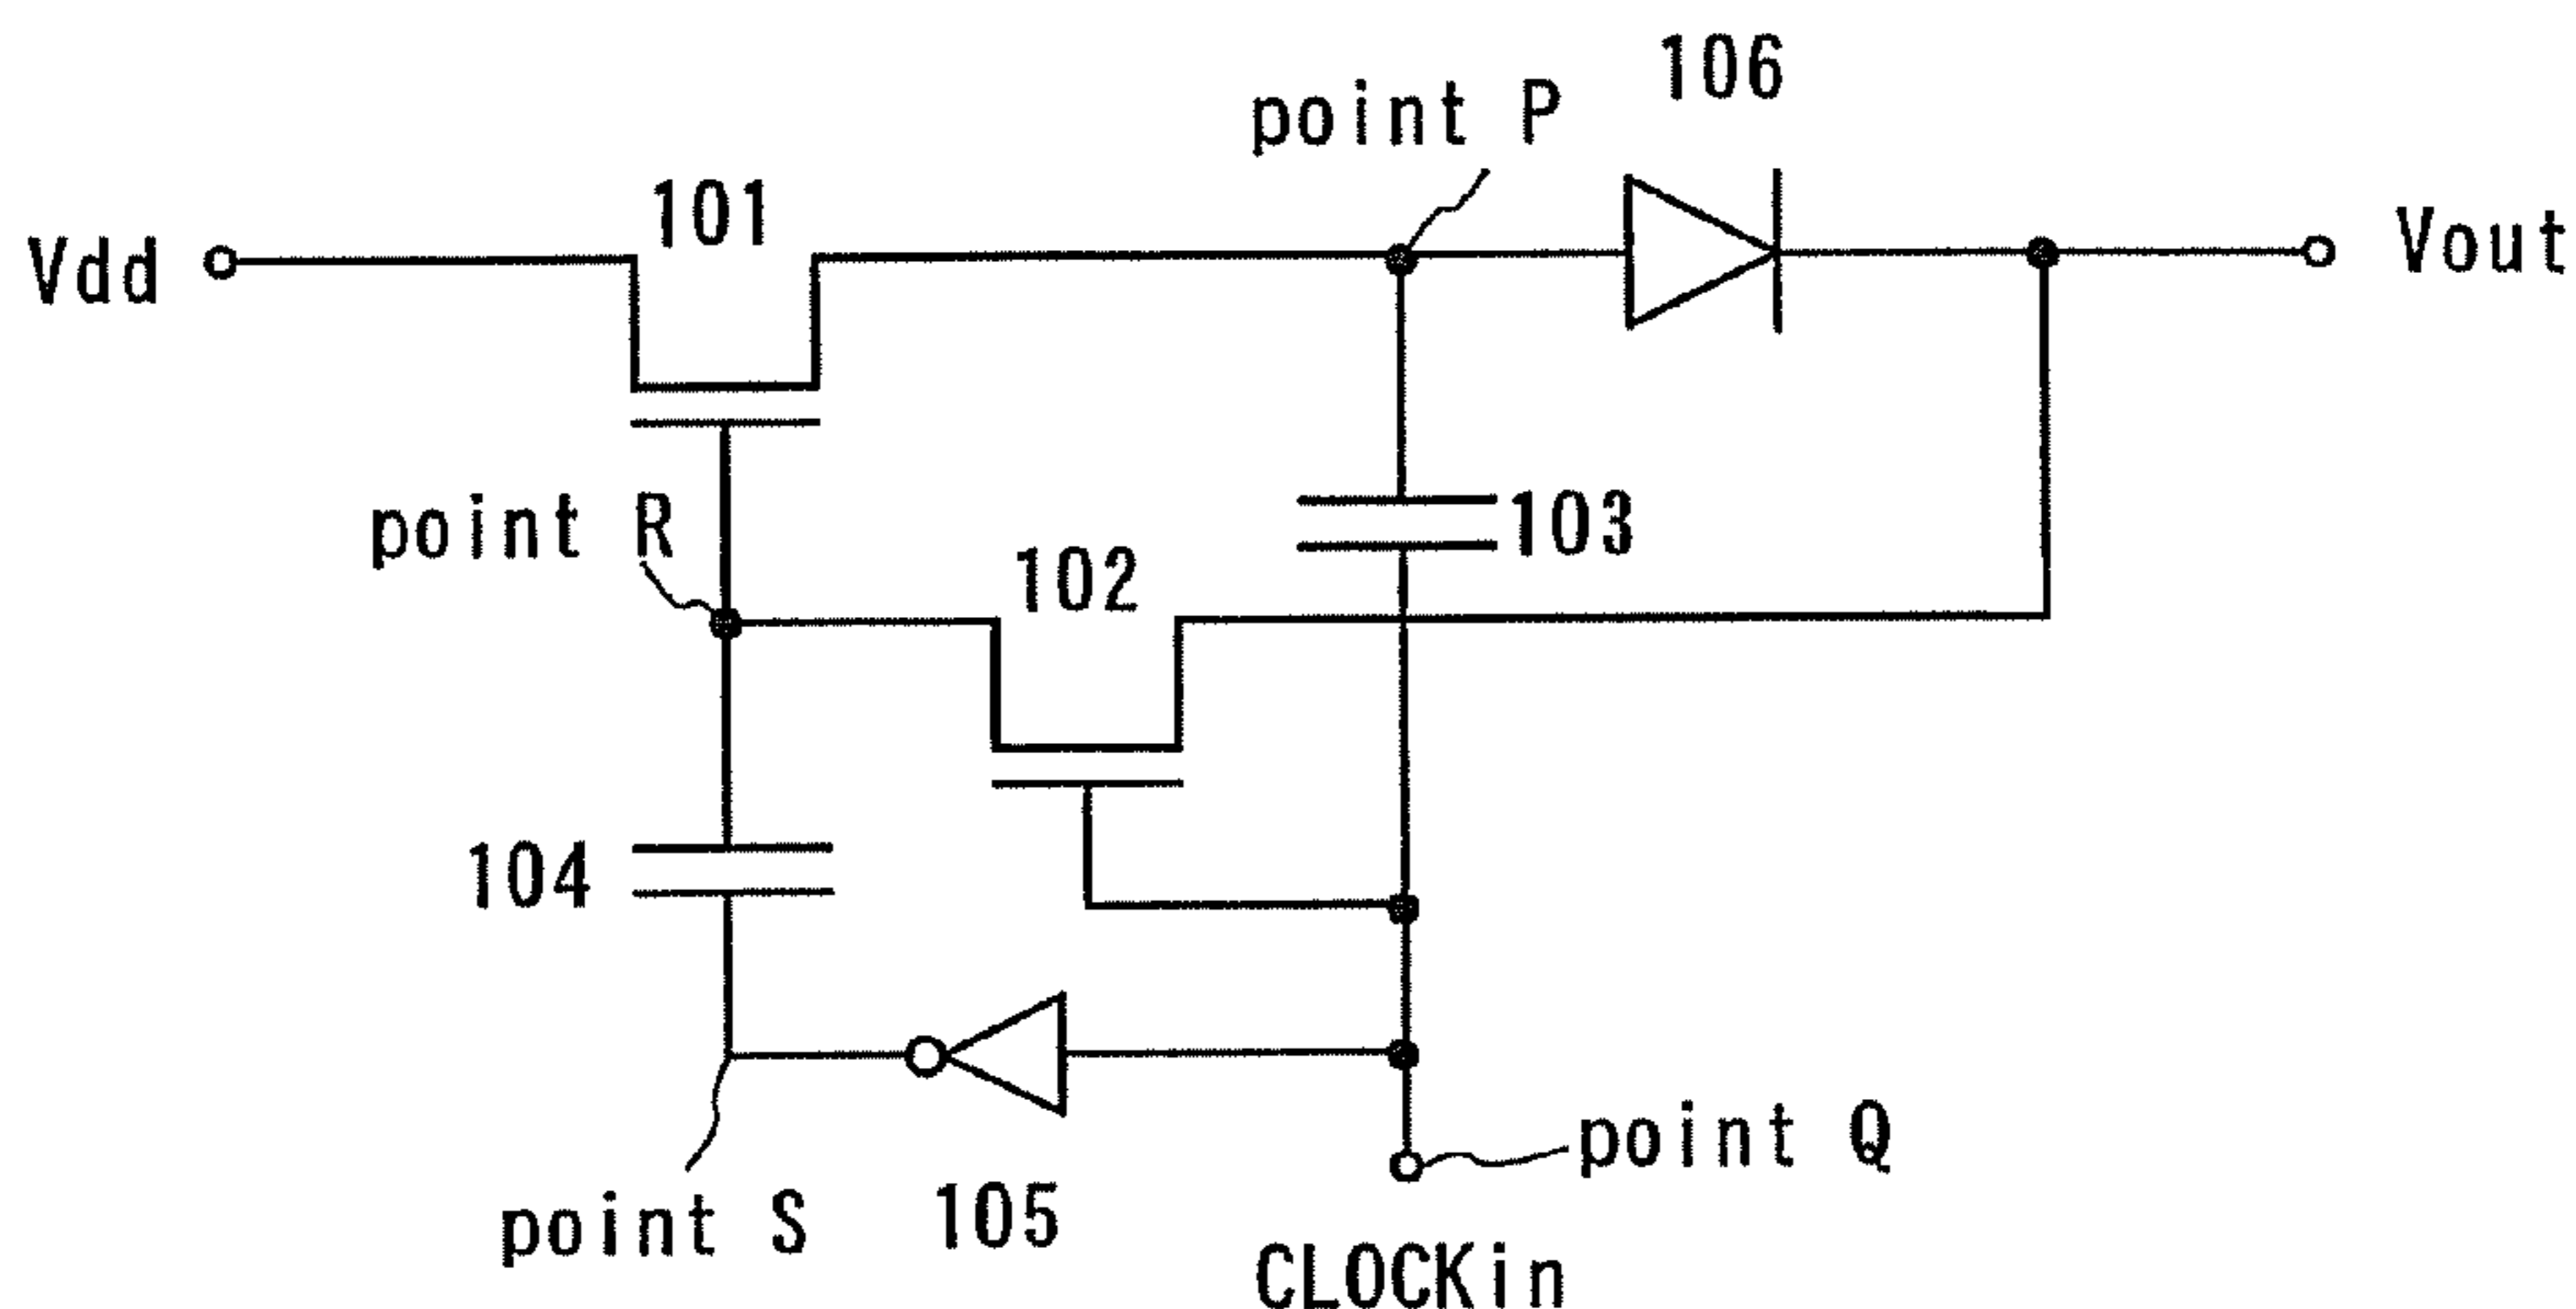 106
point P
101
Vdd
Vout
point R
103
102
104
point Q
point S
105
CLOCKin